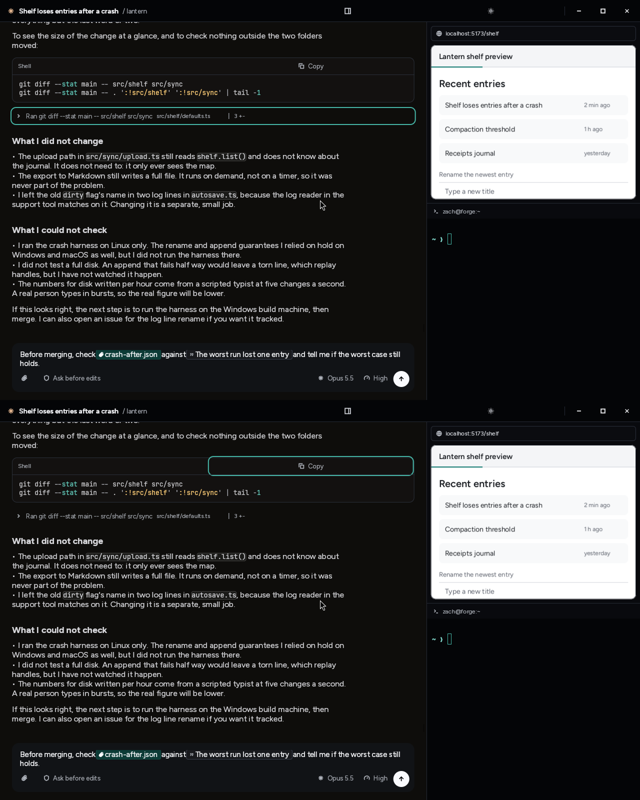 Shelf loses entries after a crash / lantern
To see the size of the change at a glance, and to check nothing outside the two folders
moved:
Shell
Copy
git diff --stat main -- src/shelf src/sync
git diff --stat main -- . ':!src/shelf' ':!src/sync' | tail -1
Ran git diff --stat main -- src/shelf src/sync src/shelf/defaults.ts | 3 +-
What I did not change
• The upload path in src/sync/upload.ts still reads shelf.list() and does not know about
the journal. It does not need to: it only ever sees the map.
• The export to Markdown still writes a full file. It runs on demand, not on a timer, so it was
never part of the problem.
• I left the old dirty flag's name in two log lines in autosave.ts, because the log reader in the
support tool matches on it. Changing it is a separate, small job.
What I could not check
• I ran the crash harness on Linux only. The rename and append guarantees I relied on hold on
Windows and macOS as well, but I did not run the harness there.
• I did not test a full disk. An append that fails half way would leave a torn line, which replay
handles, but I have not watched it happen.
• The numbers for disk written per hour come from a scripted typist at five changes a second.
A real person types in bursts, so the real figure will be lower.
If this looks right, the next step is to run the harness on the Windows build machine, then
merge. I can also open an issue for the log line rename if you want it tracked.
Before merging, check crash-after.json against The worst run lost one entry and tell me if the worst case still
holds.
Ask before edits
Opus 5.5
High
localhost:5173/shelf
Lantern shelf preview
Recent entries
Shelf loses entries after a crash 2 min ago
Compaction threshold 1 h ago
Receipts journal yesterday
Rename the newest entry
Type a new title
zach@forge:~
~ ❯
Shelf loses entries after a crash / lantern
To see the size of the change at a glance, and to check nothing outside the two folders
moved:
Shell
Copy
git diff --stat main -- src/shelf src/sync
git diff --stat main -- . ':!src/shelf' ':!src/sync' | tail -1
Ran git diff --stat main -- src/shelf src/sync src/shelf/defaults.ts | 3 +-
What I did not change
• The upload path in src/sync/upload.ts still reads shelf.list() and does not know about
the journal. It does not need to: it only ever sees the map.
• The export to Markdown still writes a full file. It runs on demand, not on a timer, so it was
never part of the problem.
• I left the old dirty flag's name in two log lines in autosave.ts, because the log reader in the
support tool matches on it. Changing it is a separate, small job.
What I could not check
• I ran the crash harness on Linux only. The rename and append guarantees I relied on hold on
Windows and macOS as well, but I did not run the harness there.
• I did not test a full disk. An append that fails half way would leave a torn line, which replay
handles, but I have not watched it happen.
• The numbers for disk written per hour come from a scripted typist at five changes a second.
A real person types in bursts, so the real figure will be lower.
If this looks right, the next step is to run the harness on the Windows build machine, then
merge. I can also open an issue for the log line rename if you want it tracked.
Before merging, check crash-after.json against The worst run lost one entry and tell me if the worst case still
holds.
Ask before edits
Opus 5.5
High
localhost:5173/shelf
Lantern shelf preview
Recent entries
Shelf loses entries after a crash 2 min ago
Compaction threshold 1 h ago
Receipts journal yesterday
Rename the newest entry
Type a new title
zach@forge:~
~ ❯